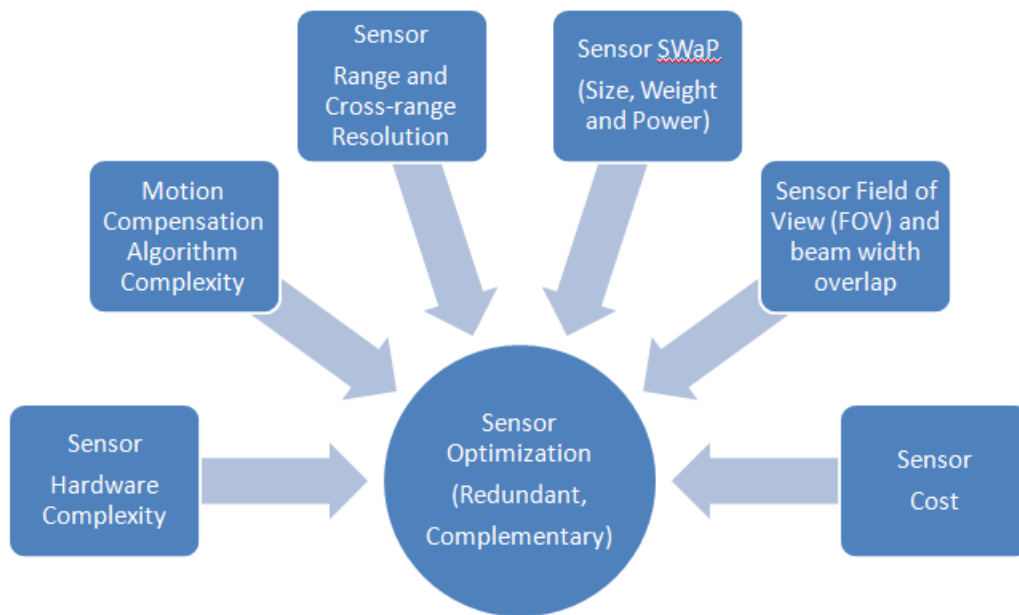 Sensor
Range and
Cross-range
Resolution
Sensor SWaP
(Size, Weight
and Power)
Motion
Compensation
Algorithm
Complexity
Sensor Field of
View (FOV) and
beam width
overlap
Sensor
Hardware
Complexity
Sensor
Optimization
(Redundant,
Complementary)
Sensor
Cost